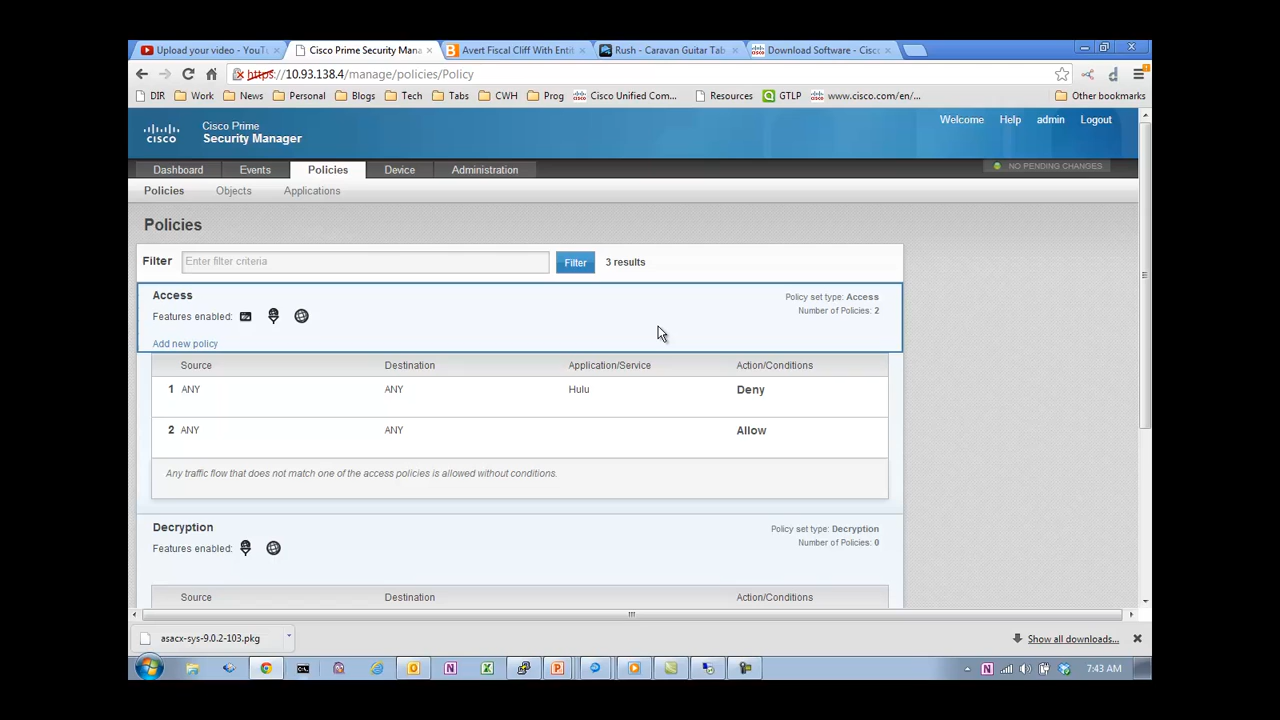 Upload your video - YouTu
Cisco Prime Security Mana
Avert Fiscal Cliff With Entit
Rush - Caravan Guitar Tab
Download Software - Cisc
https://10.93.138.4/manage/policies/Policy
DIR Work News Personal Blogs Tech Tabs CWH Prog Cisco Unified Com... Resources GTLP www.cisco.com/en/... Other bookmarks
CISCO
Cisco Prime
Security Manager
Welcome Help admin Logout
Dashboard Events Policies Device Administration
NO PENDING CHANGES
Policies Objects Applications
Policies
Filter Enter filter criteria Filter 3 results
Access
Policy set type: Access
Features enabled:
Number of Policies: 2
Add new policy
Source Destination Application/Service Action/Conditions
1 ANY ANY Hulu Deny
2 ANY ANY Allow
Any traffic flow that does not match one of the access policies is allowed without conditions.
Decryption
Policy set type: Decryption
Features enabled:
Number of Policies: 0
Source Destination Action/Conditions
asacx-sys-9.0.2-103.pkg
Show all downloads...
7:43 AM